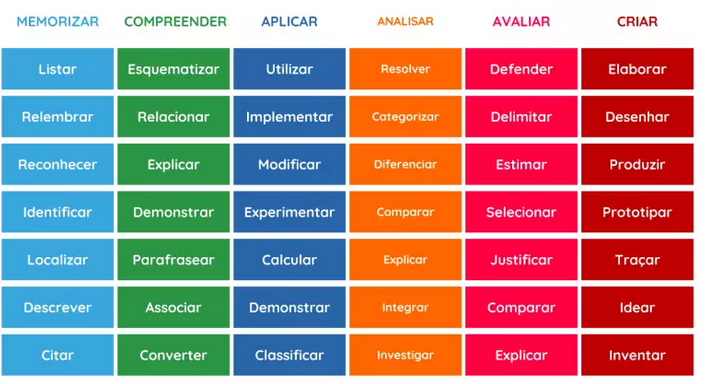 MEMORIZAR COMPREENDER APLICAR ANALISAR AVALIAR CRIAR
Listar Esquematizar Utilizar Resolver Defender Elaborar
Relembrar Relacionar Implementar Categorizar Delimitar Desenhar
Reconhecer Explicar Modificar Diferenciar Estimar Produzir
Identificar Demonstrar Experimentar Comparar Selecionar Prototipar
Localizar Parafrasear Calcular Explicar Justificar Traçar
Descrever Associar Demonstrar Integrar Comparar Idear
Citar Converter Classificar Investigar Explicar Inventar